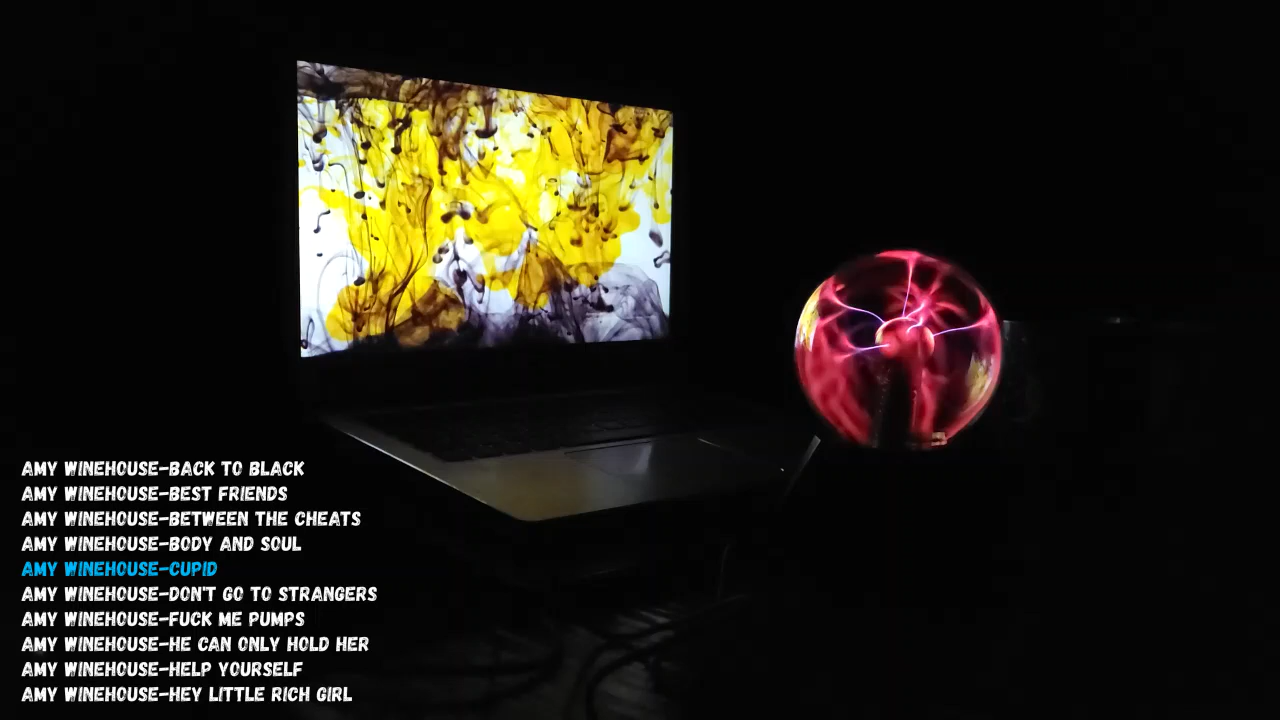 AMY WINEHOUSE-BACK TO BLACK
AMY WINEHOUSE-BEST FRIENDS
AMY WINEHOUSE-BETWEEN THE CHEATS
AMY WINEHOUSE-BODY AND SOUL
AMY WINEHOUSE-CUPID
AMY WINEHOUSE-DON'T GO TO STRANGERS
AMY WINEHOUSE-FUCK ME PUMPS
AMY WINEHOUSE-HE CAN ONLY HOLD HER
AMY WINEHOUSE-HELP YOURSELF
AMY WINEHOUSE-HEY LITTLE RICH GIRL